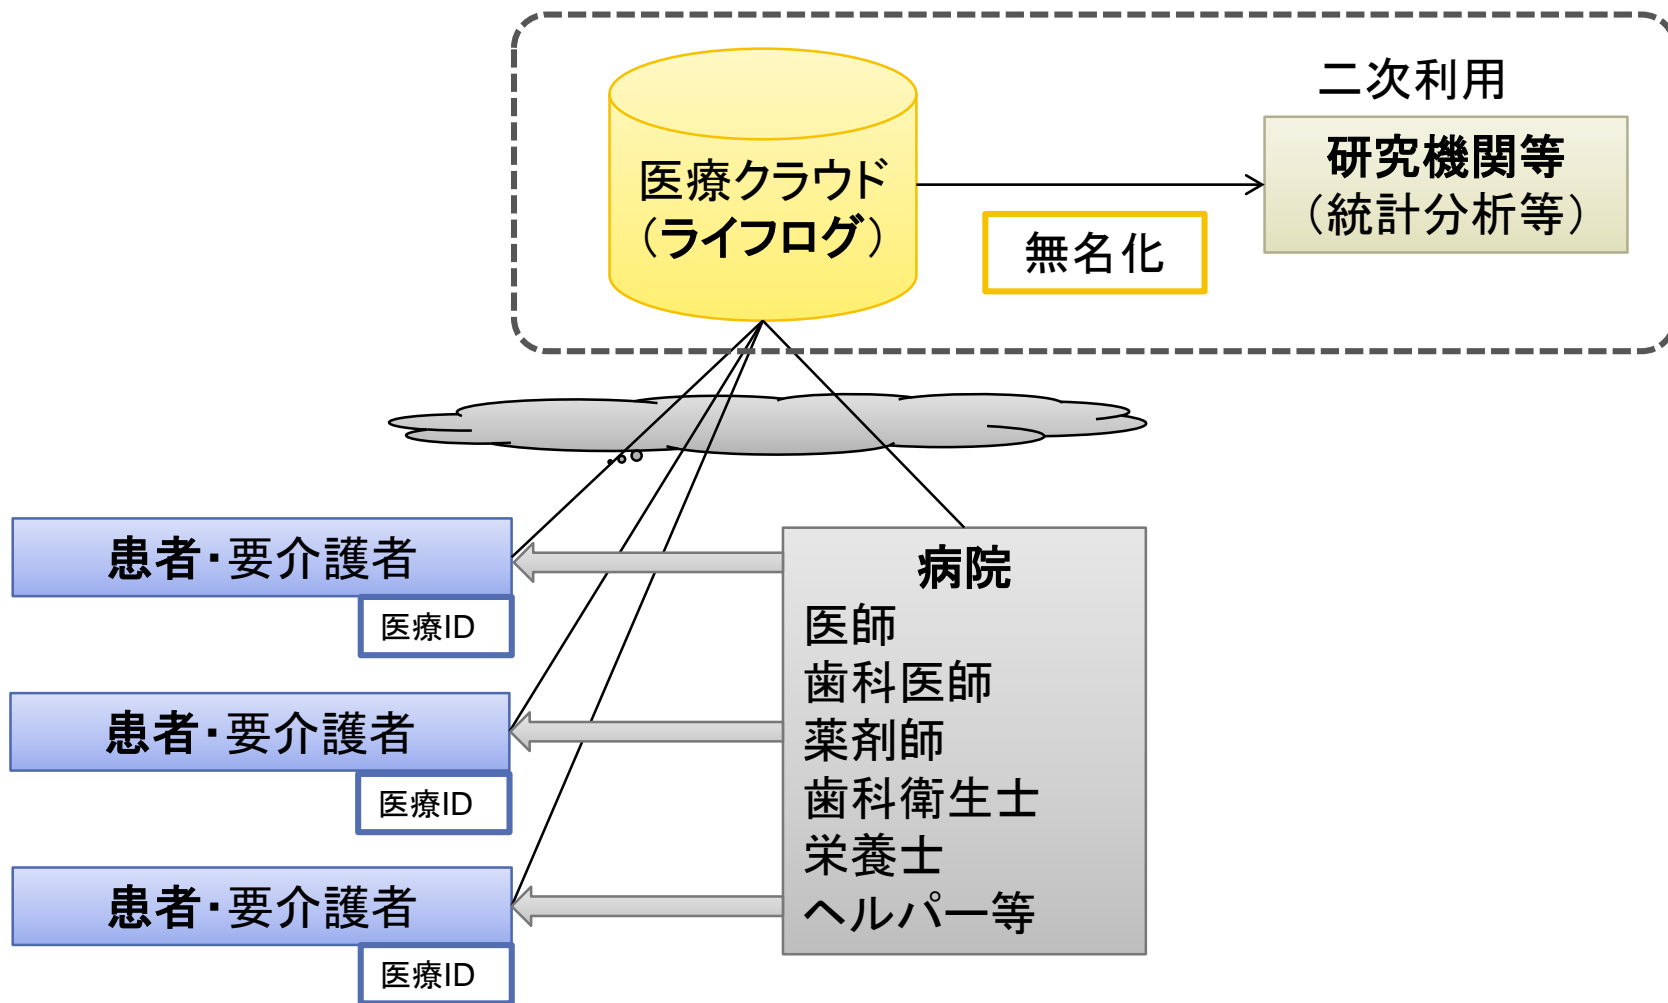 二次利用
医療クラウド
（ライフログ）
研究機関等
（統計分析等）
無名化
患者・要介護者
医療ID
患者・要介護者
医療ID
患者・要介護者
医療ID
病院
医師
歯科医師
薬剤師
歯科衛生士
栄養士
ヘルパー等